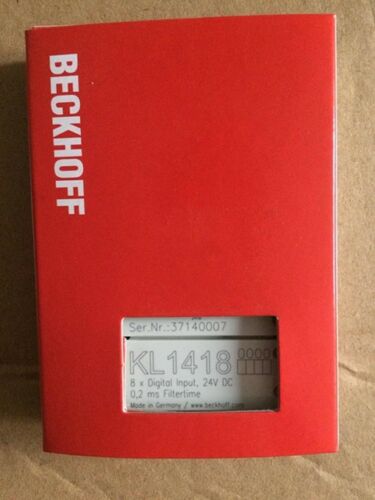 BECKHOFF
Ser.Nr.:37140007
KL1418
8 x Digital Input, 24V DC
0,2 ms Filtertime
Made in Germany / www.beckhoff.com